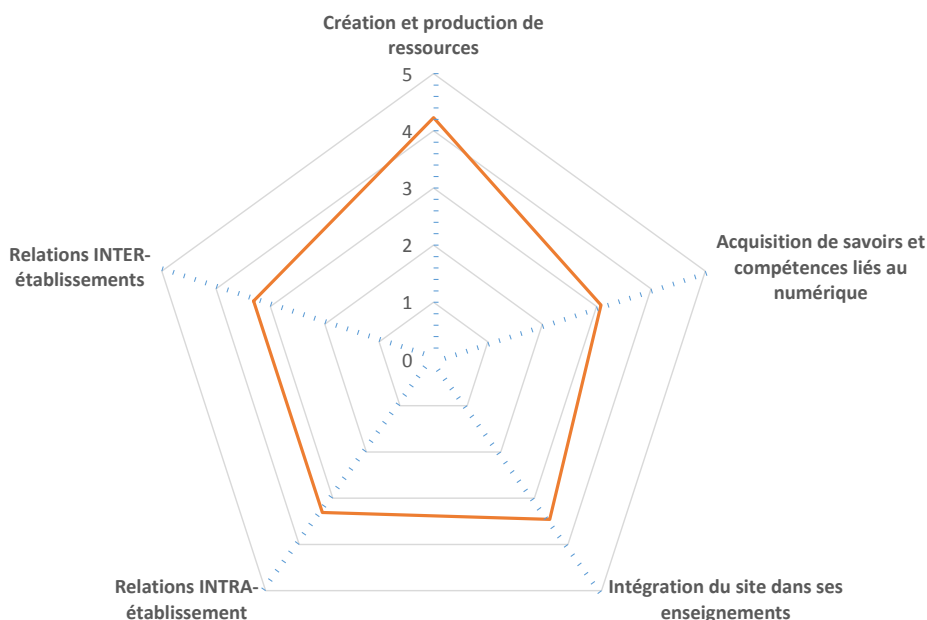 Création et production de
ressources
5
4
3
2
1
0
Acquisition de savoirs et
compétences liés au
numérique
Intégration du site dans ses
enseignements
Relations INTRA-
établissement
Relations INTER-
établissements